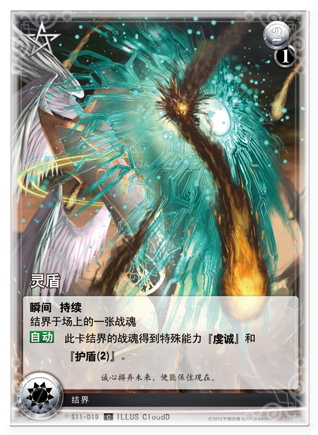 2
1
灵盾
瞬间 持续
结界于场上的一张战魂
自动 此卡结界的战魂得到特殊能力『虔诚』和
『护盾(2)』。
诚心摒弃未来，便能保住现在。
结界
S11-019 C ILLUS CloudD